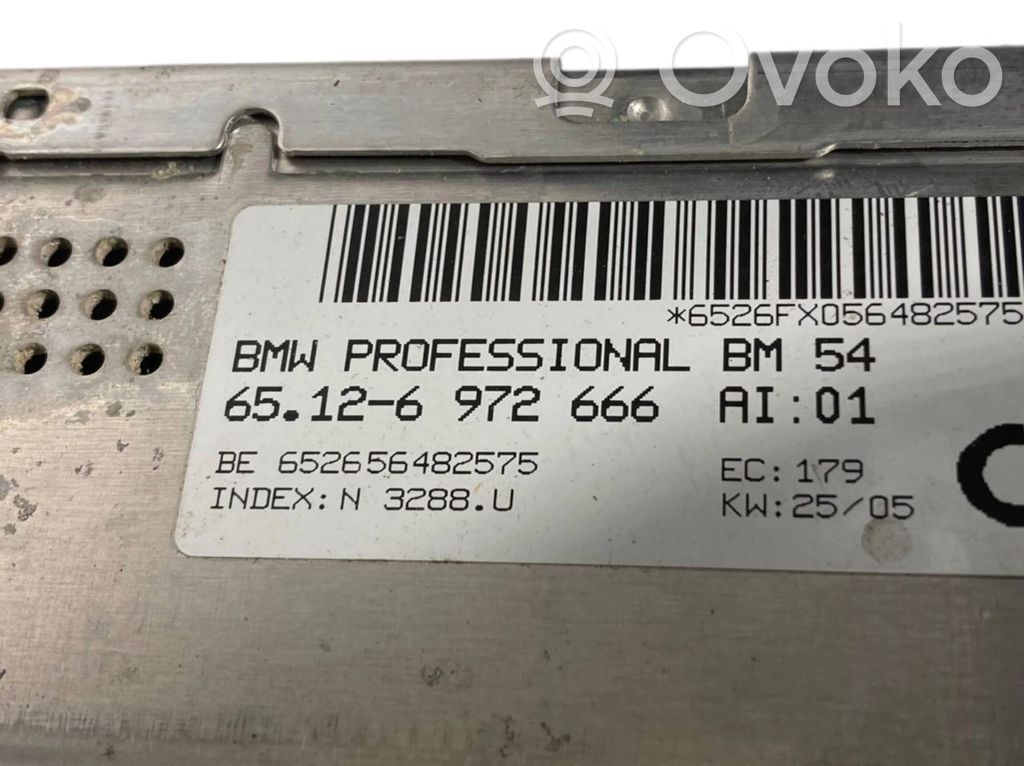 Ovoko
*6526FX056482575
BMW PROFESSIONAL BM 54
65.12-6 972 666 AI:01
BE 652656482575 EC:179
INDEX:N 3288.U KW:25/05